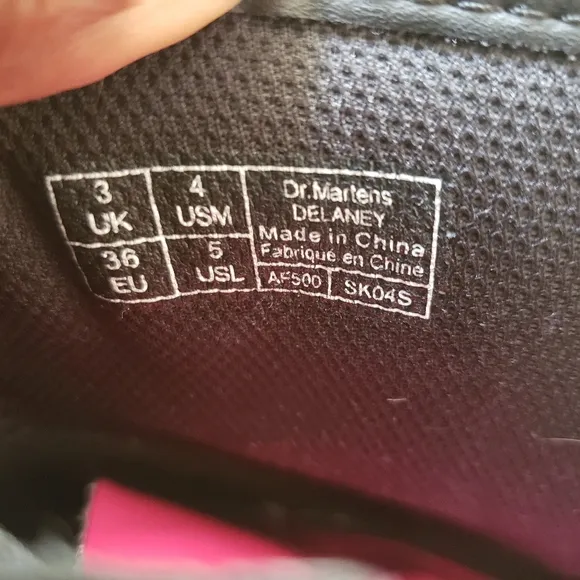 3 UK
4 USM
36 EU
5 USL
Dr.Martens
DELANEY
Made in China
Fabriqué en Chine
AF500 SK04S